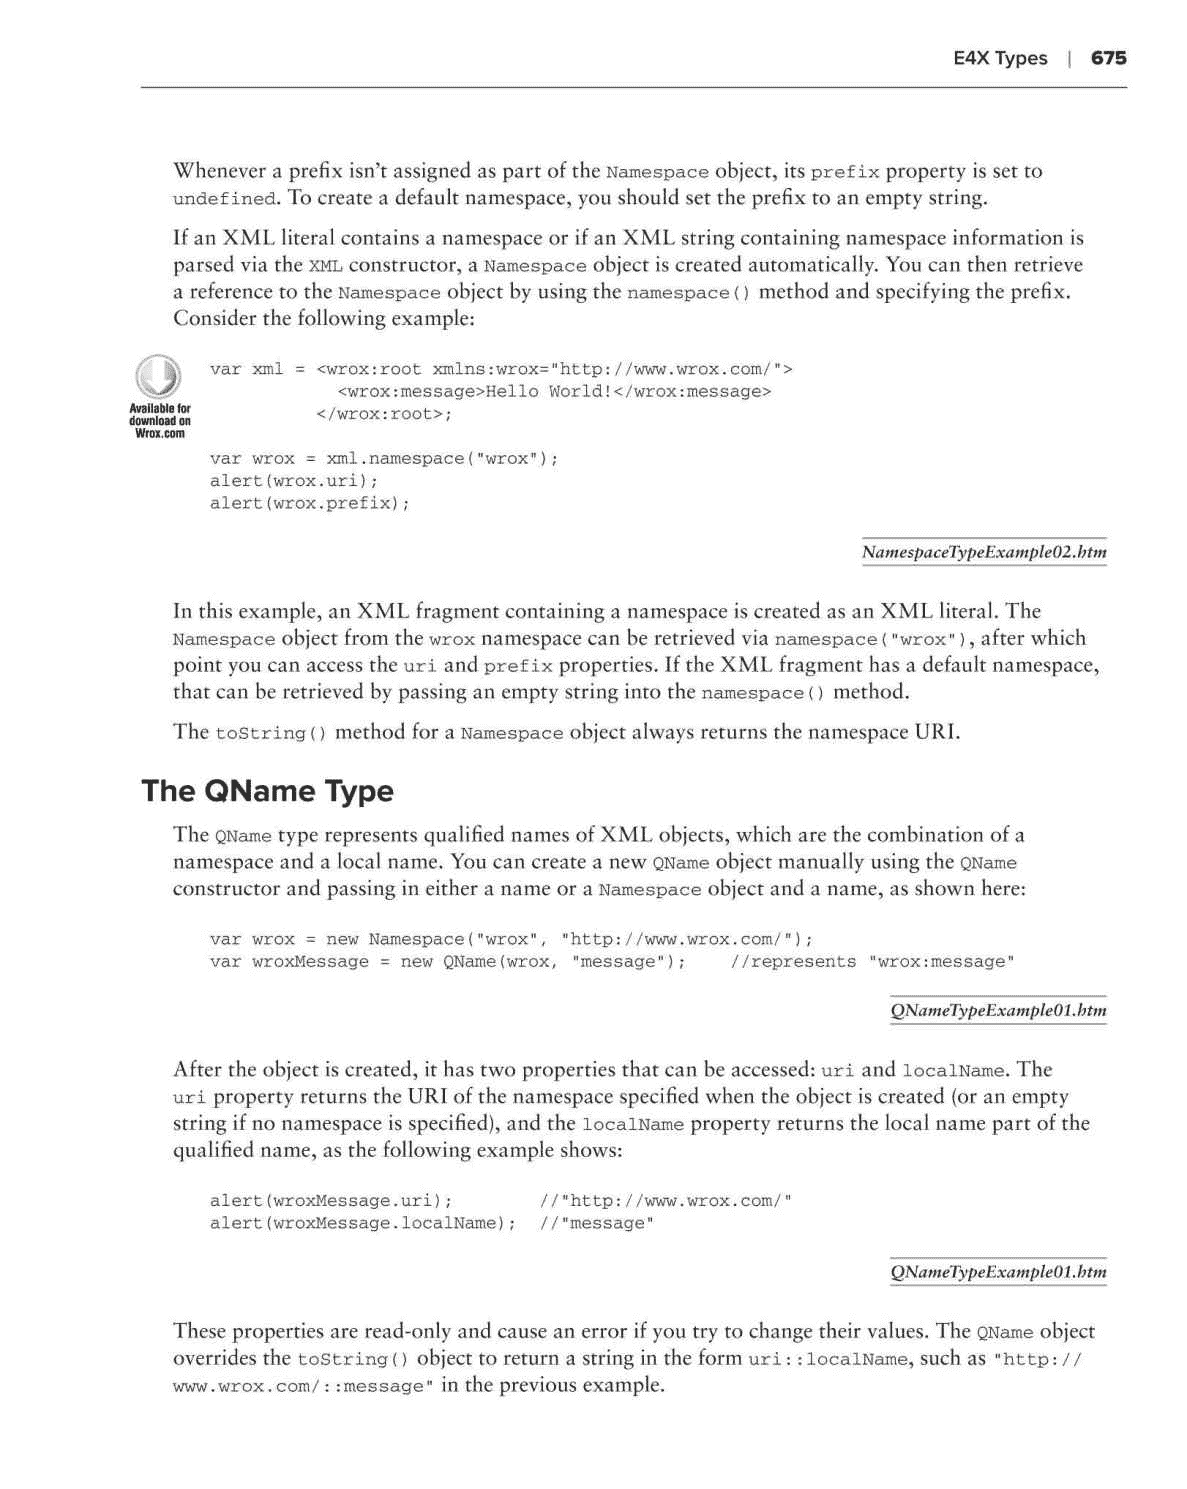 E4X Types | 675
Whenever a prefix isn't assigned as part of the Namespace object, its prefix property is set to
undefined. To create a default namespace, you should set the prefix to an empty string.
If an XML literal contains a namespace or if an XML string containing namespace information is
parsed via the XML constructor, a Namespace object is created automatically. You can then retrieve
a reference to the Namespace object by using the namespace() method and specifying the prefix.
Consider the following example:
var xml = <wrox:root xmlns:wrox="http://www.wrox.com/">
<wrox:message>Hello World!</wrox:message>
</wrox:root>;
Available for
download on
Wrox.com
var wrox = xml.namespace("wrox");
alert(wrox.uri);
alert(wrox.prefix);
NamespaceTypeExample02.htm
In this example, an XML fragment containing a namespace is created as an XML literal. The
Namespace object from the wrox namespace can be retrieved via namespace("wrox"), after which
point you can access the uri and prefix properties. If the XML fragment has a default namespace,
that can be retrieved by passing an empty string into the namespace() method.
The toString() method for a Namespace object always returns the namespace URI.
The QName Type
The QName type represents qualified names of XML objects, which are the combination of a
namespace and a local name. You can create a new QName object manually using the QName
constructor and passing in either a name or a Namespace object and a name, as shown here:
var wrox = new Namespace("wrox", "http://www.wrox.com/");
var wroxMessage = new QName(wrox, "message");    //represents "wrox:message"
QNameTypeExample01.htm
After the object is created, it has two properties that can be accessed: uri and localName. The
uri property returns the URI of the namespace specified when the object is created (or an empty
string if no namespace is specified), and the localName property returns the local name part of the
qualified name, as the following example shows:
alert(wroxMessage.uri);        //"http://www.wrox.com/"
alert(wroxMessage.localName);  //"message"
QNameTypeExample01.htm
These properties are read-only and cause an error if you try to change their values. The QName object
overrides the toString() object to return a string in the form uri::localName, such as "http://
www.wrox.com/::message" in the previous example.